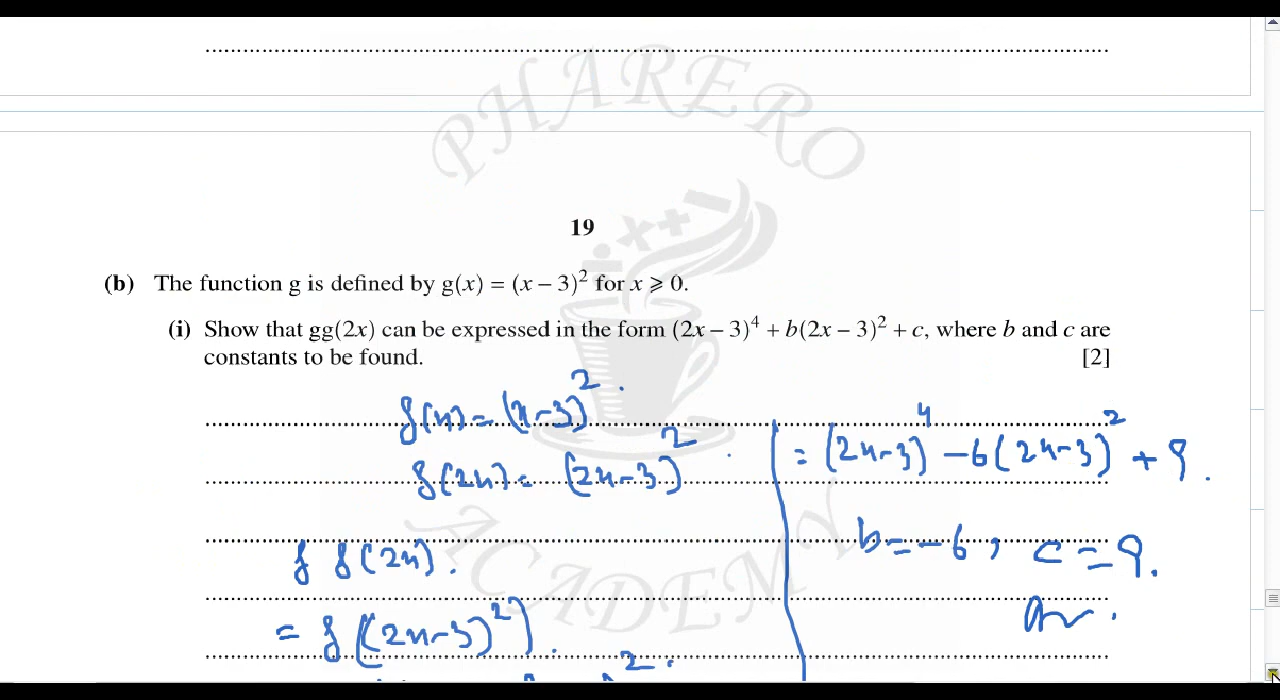 PHARERO
19
(b) The function g is defined by g(x) = (x − 3)² for x ⩾ 0.
(i) Show that gg(2x) can be expressed in the form (2x − 3)⁴ + b(2x − 3)² + c, where b and c are
constants to be found. [2]
g(x) = (x-3)².
g(2x) = (2x-3)².
g g(2x).
= g((2x-3)²).
2.
= (2x-3)⁴ - 6(2x-3)² + 9.
b = -6, c = 9.
Ans.
ACADEMY